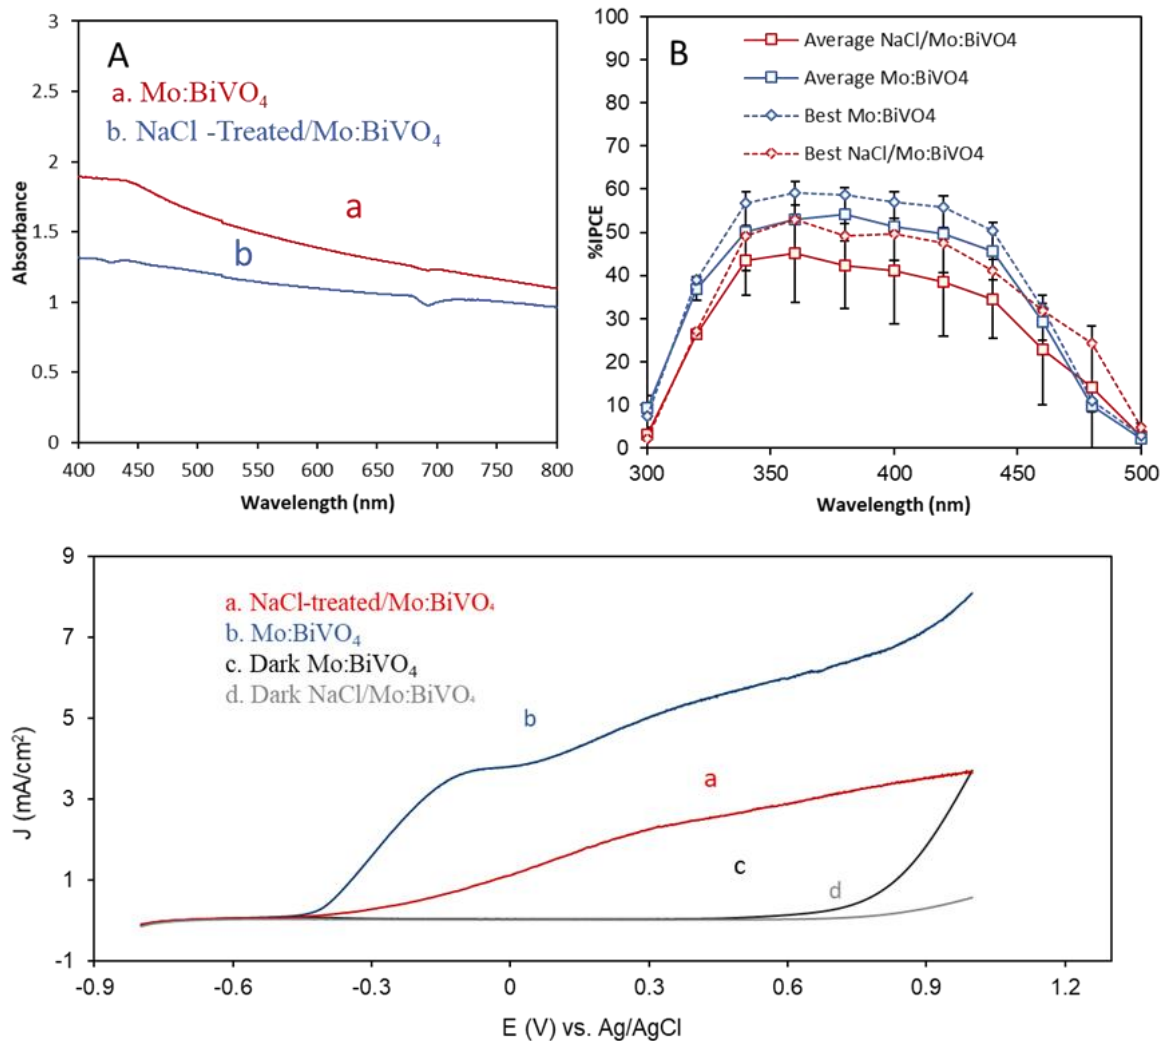 A
a. Mo:BiVO₄
b. NaCl -Treated/Mo:BiVO₄
a
b
3
2.5
2
1.5
1
0.5
0
400 450 500 550 600 650 700 750 800
Absorbance
Wavelength (nm)
B
Average NaCl/Mo:BiVO4
Average Mo:BiVO4
Best Mo:BiVO4
Best NaCl/Mo:BiVO4
100
90
80
70
60
50
40
30
20
10
0
300 350 400 450 500
%IPCE
Wavelength (nm)
9
7
5
3
1
-1
a. NaCl-treated/Mo:BiVO₄
b. Mo:BiVO₄
c. Dark Mo:BiVO₄
d. Dark NaCl/Mo:BiVO₄
b
a
c
d
J (mA/cm²)
-0.9 -0.6 -0.3 0 0.3 0.6 0.9 1.2
E (V) vs. Ag/AgCl